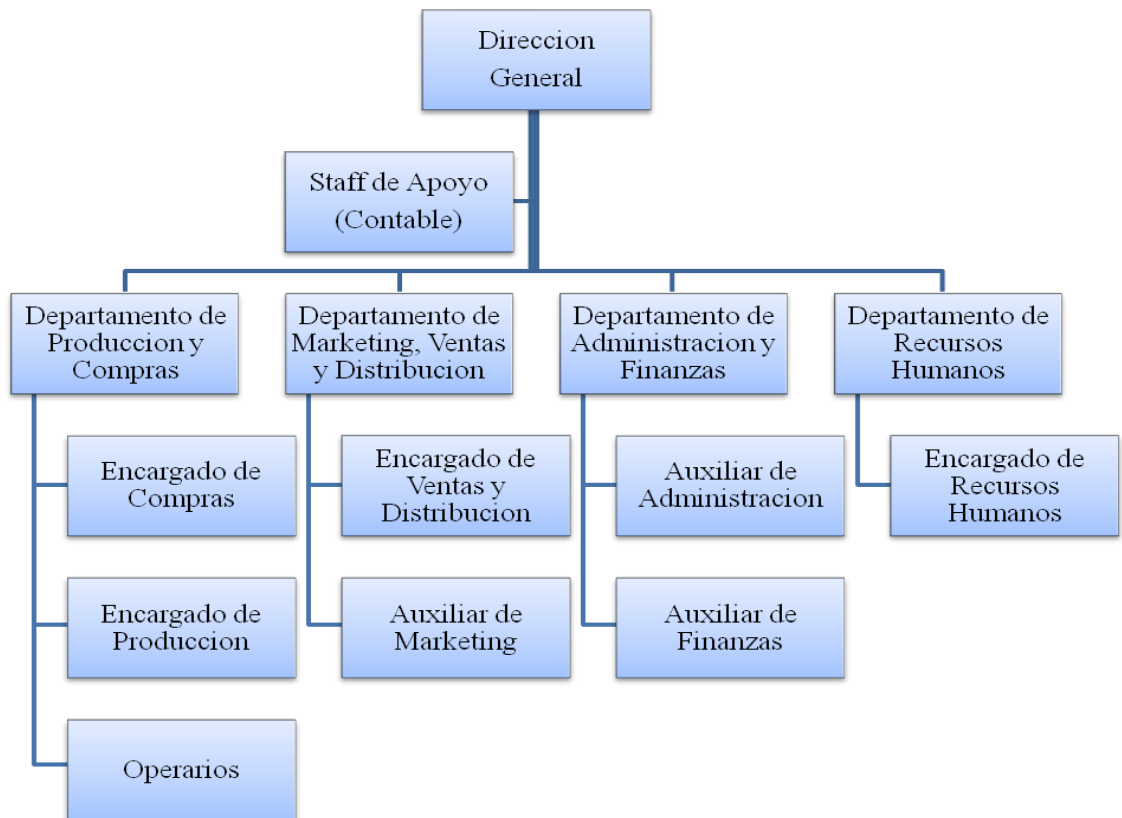 Direccion
General
Staff de Apoyo
(Contable)
Departamento de
Produccion y
Compras
Departamento de
Marketing, Ventas
y Distribucion
Departamento de
Administracion y
Finanzas
Departamento de
Recursos
Humanos
Encargado de
Compras
Encargado de
Ventas y
Distribucion
Auxiliar de
Administracion
Encargado de
Recursos
Humanos
Encargado de
Produccion
Auxiliar de
Marketing
Auxiliar de
Finanzas
Operarios